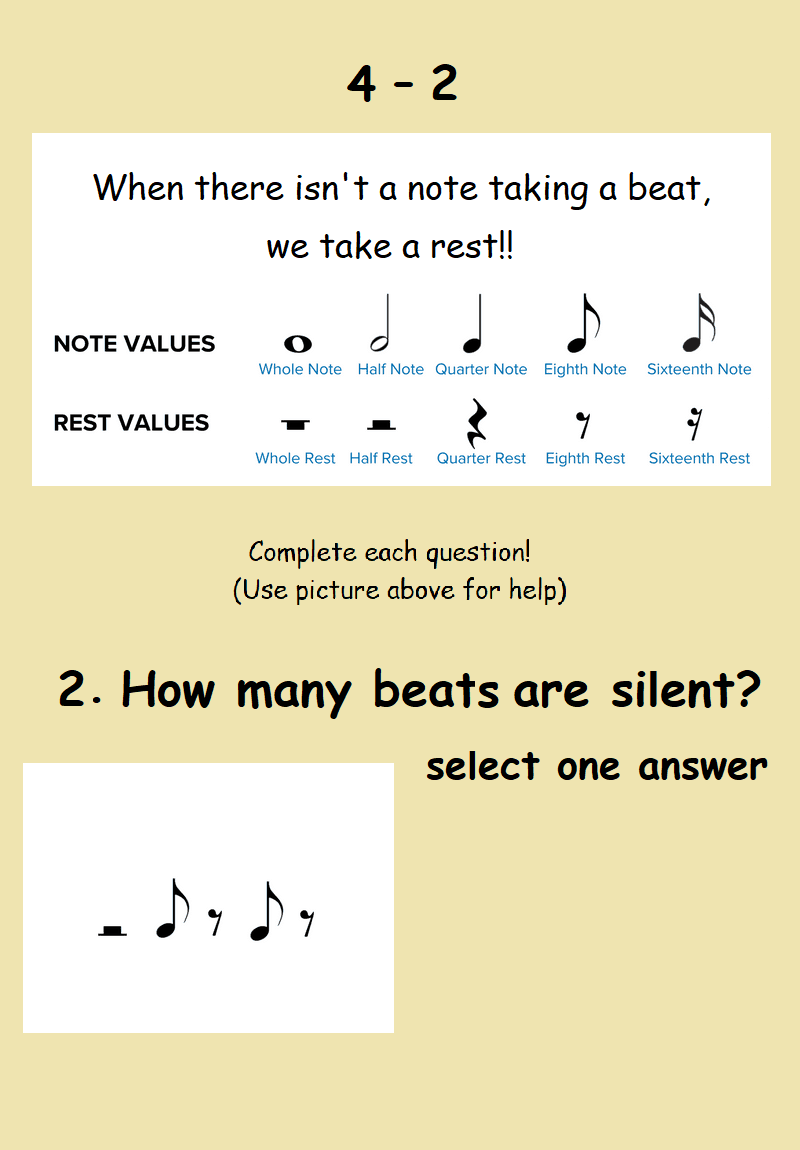 4 – 2
When there isn't a note taking a beat,
we take a rest!!
NOTE VALUES
Whole Note Half Note Quarter Note Eighth Note Sixteenth Note
REST VALUES
Whole Rest Half Rest Quarter Rest Eighth Rest Sixteenth Rest
Complete each question!
(Use picture above for help)
2. How many beats are silent?
select one answer